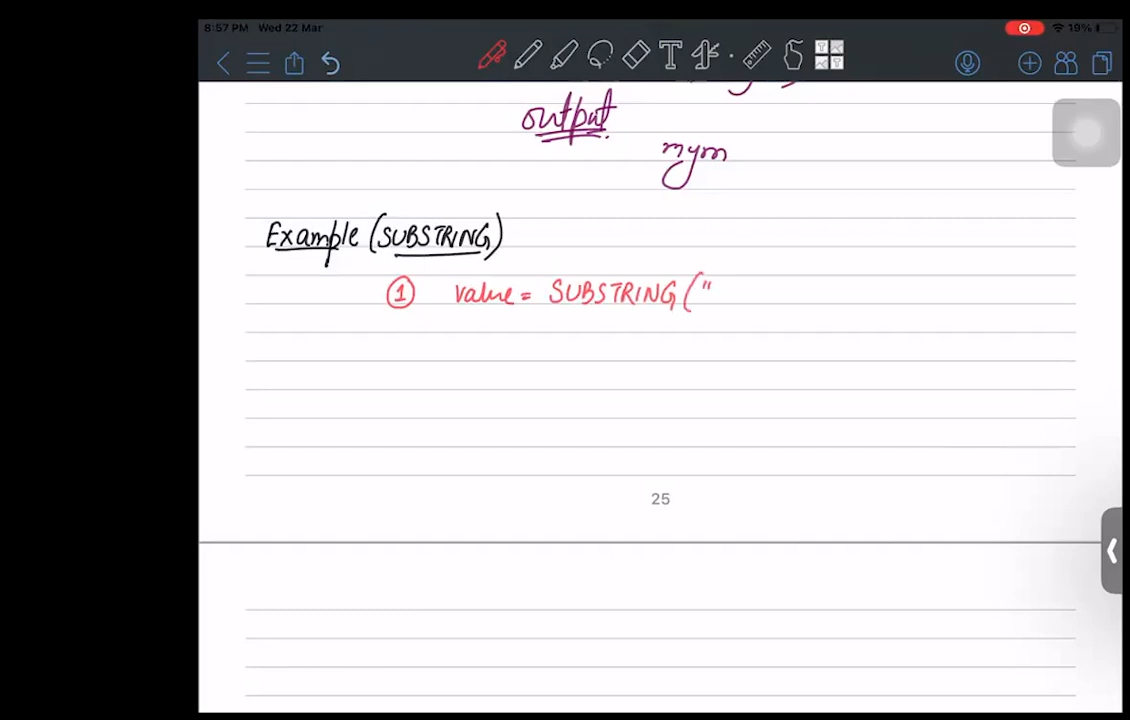 8:57 PM Wed 22 Mar
19%
output
mym
Example (SUBSTRING)
① value = SUBSTRING ("
25